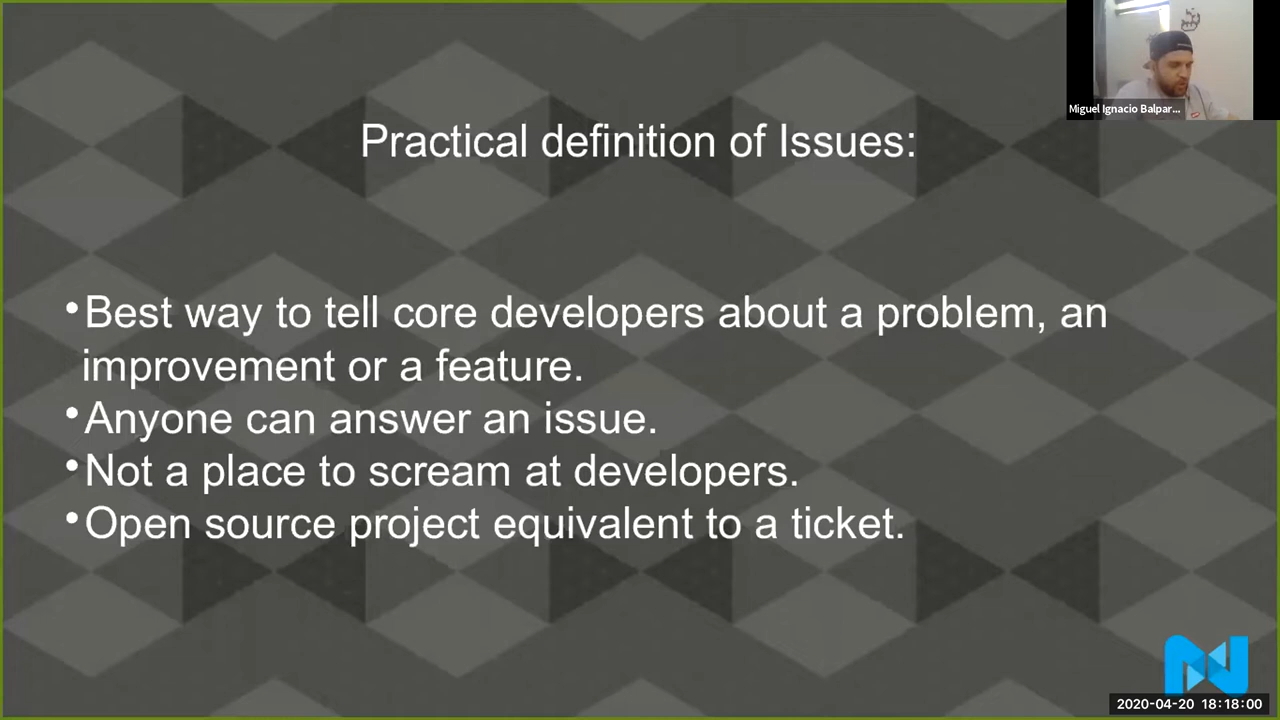 Miguel Ignacio Balpar...
Practical definition of Issues:
•Best way to tell core developers about a problem, an
improvement or a feature.
•Anyone can answer an issue.
•Not a place to scream at developers.
•Open source project equivalent to a ticket.
2020-04-20 18:18:00